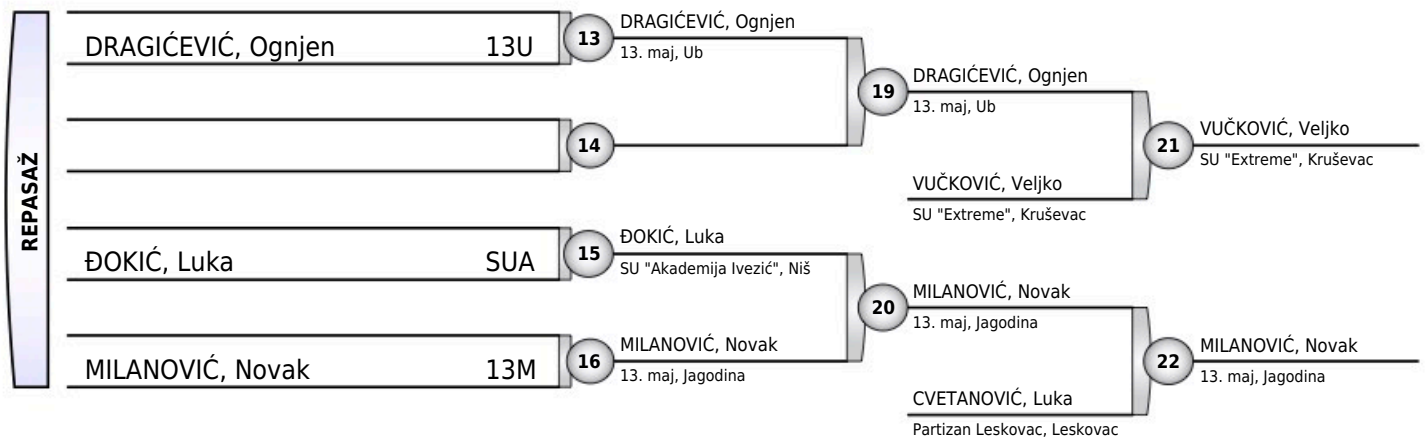 REPASAŽ
DRAGIĆEVIĆ, Ognjen 13U
13
DRAGIĆEVIĆ, Ognjen
13. maj, Ub
14
19
DRAGIĆEVIĆ, Ognjen
13. maj, Ub
VUČKOVIĆ, Veljko
SU "Extreme", Kruševac
21
VUČKOVIĆ, Veljko
SU "Extreme", Kruševac
ĐOKIĆ, Luka SUA
15
ĐOKIĆ, Luka
SU "Akademija Ivezić", Niš
MILANOVIĆ, Novak 13M
16
MILANOVIĆ, Novak
13. maj, Jagodina
20
MILANOVIĆ, Novak
13. maj, Jagodina
CVETANOVIĆ, Luka
Partizan Leskovac, Leskovac
22
MILANOVIĆ, Novak
13. maj, Jagodina